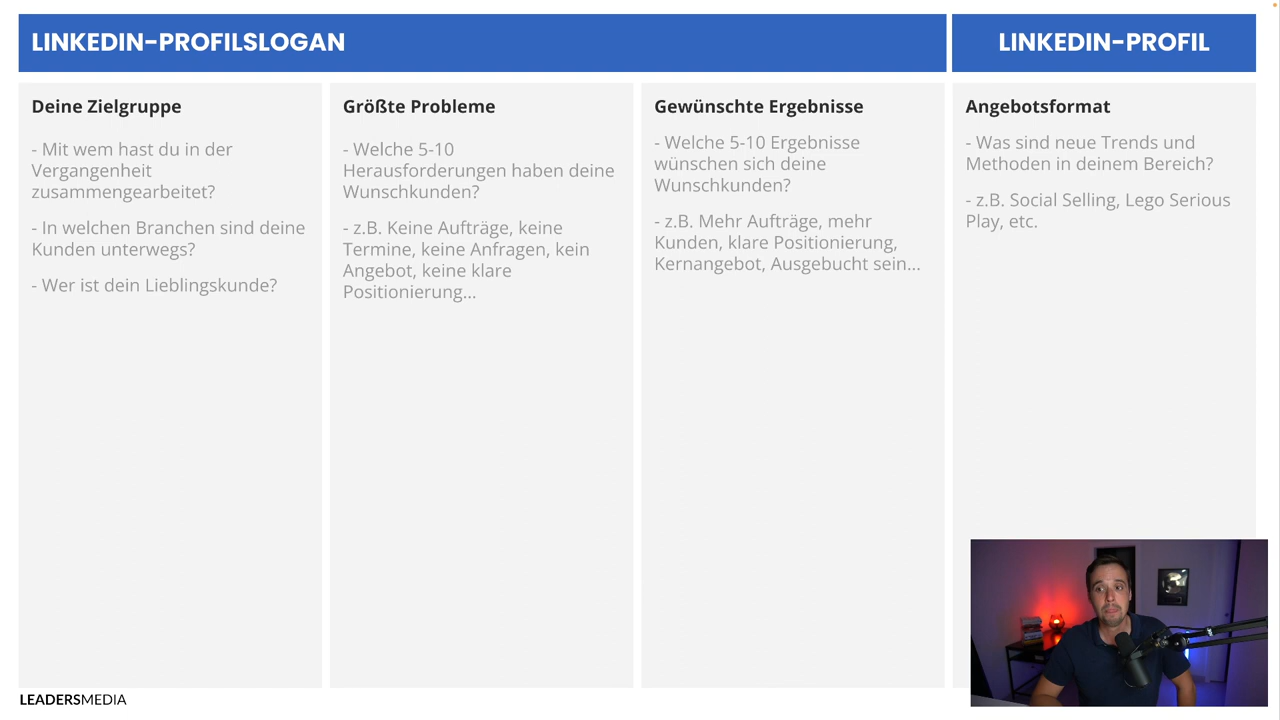 LINKEDIN-PROFILSLOGAN
LINKEDIN-PROFIL
Deine Zielgruppe
- Mit wem hast du in der
Vergangenheit
zusammengearbeitet?
- In welchen Branchen sind deine
Kunden unterwegs?
- Wer ist dein Lieblingskunde?
Größte Probleme
- Welche 5-10
Herausforderungen haben deine
Wunschkunden?
- z.B. Keine Aufträge, keine
Termine, keine Anfragen, kein
Angebot, keine klare
Positionierung...
Gewünschte Ergebnisse
- Welche 5-10 Ergebnisse
wünschen sich deine
Wunschkunden?
- z.B. Mehr Aufträge, mehr
Kunden, klare Positionierung,
Kernangebot, Ausgebucht sein...
Angebotsformat
- Was sind neue Trends und
Methoden in deinem Bereich?
- z.B. Social Selling, Lego Serious
Play, etc.
LEADERSMEDIA